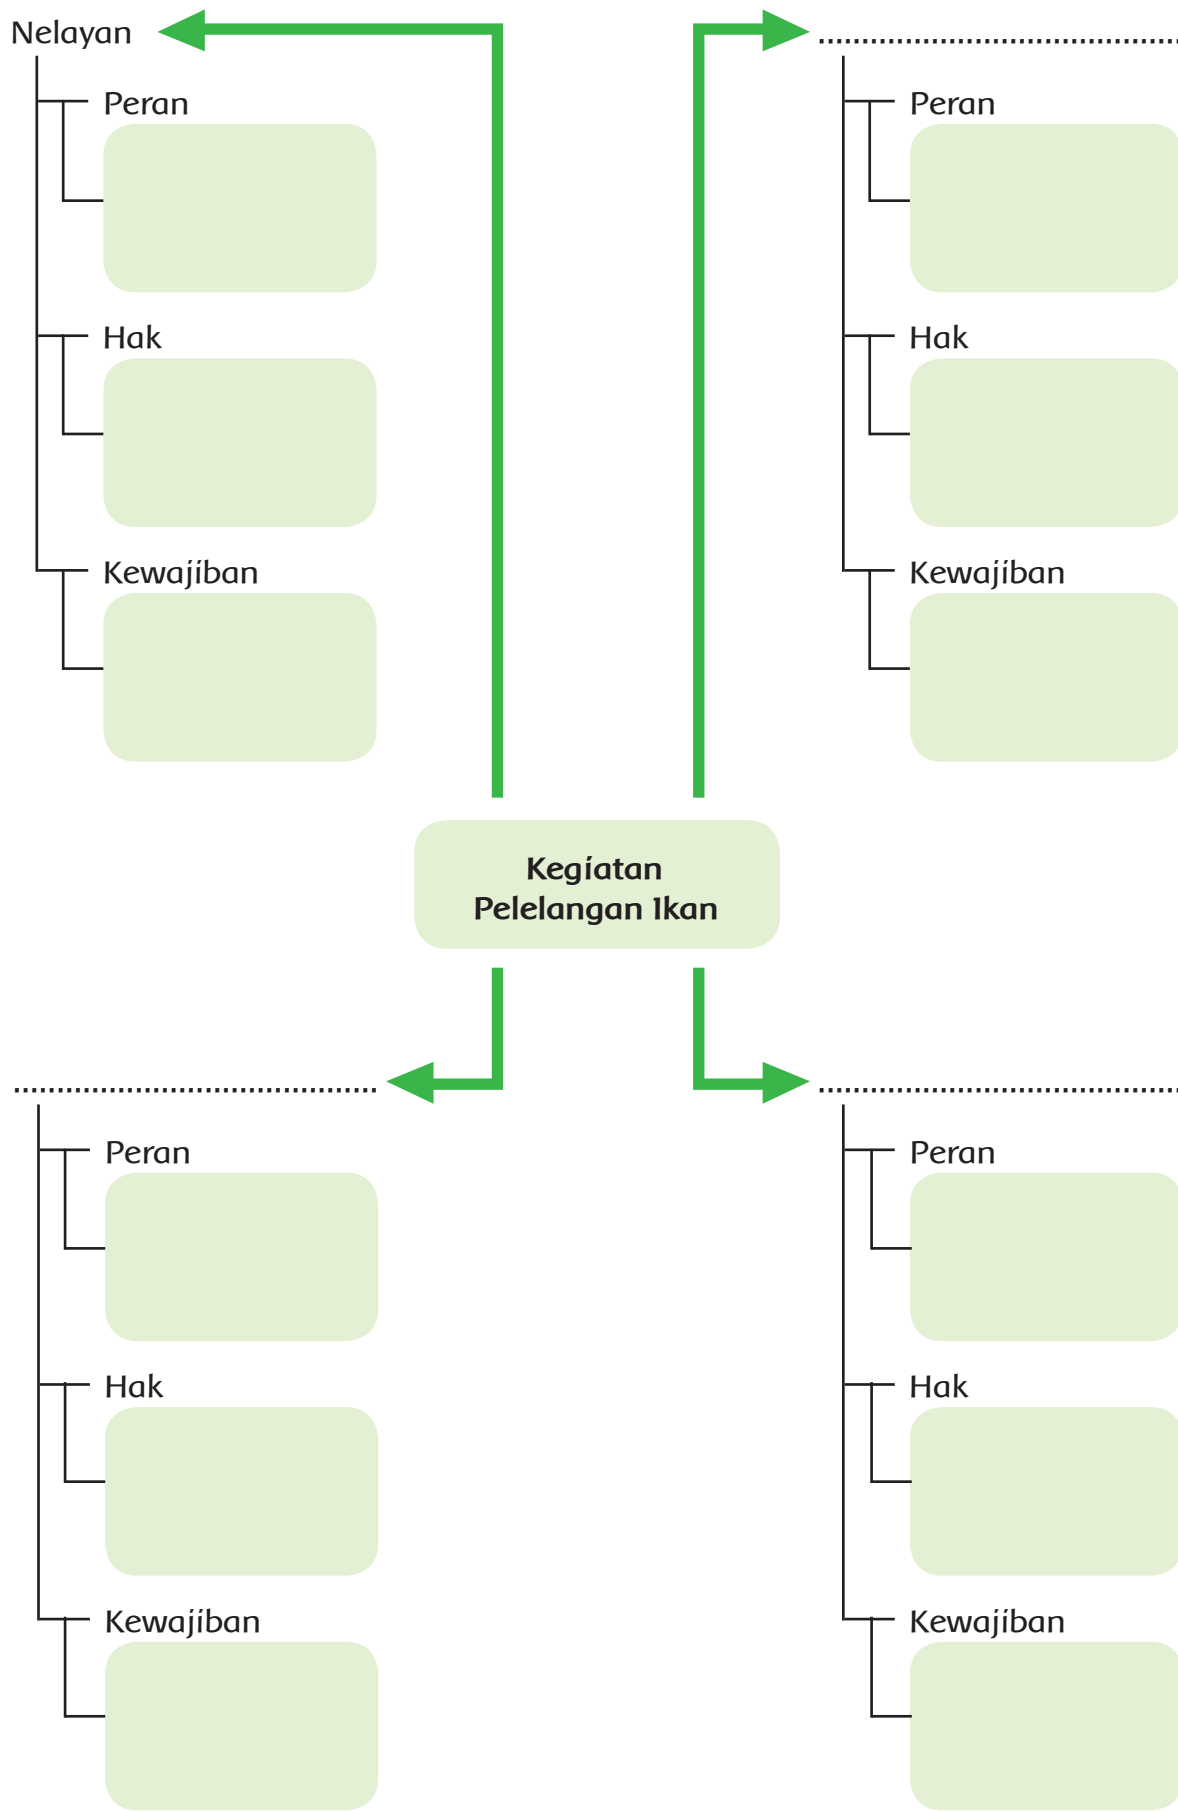 Nelayan
Peran
Hak
Kewajiban
....................................
Peran
Hak
Kewajiban
Kegiatan
Pelelangan Ikan
....................................
Peran
Hak
Kewajiban
....................................
Peran
Hak
Kewajiban